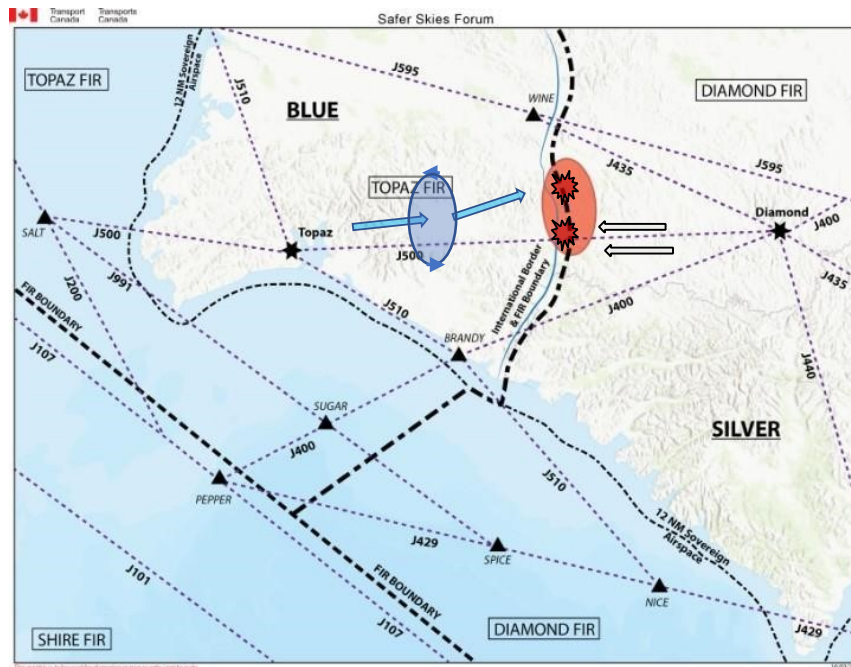 Transport Canada
Transports Canada
Safer Skies Forum
TOPAZ FIR
12 NM Sovereign
Airspace
J510
BLUE
J595
WINE
DIAMOND FIR
J435
J595
TOPAZ FIR
SALT
J500
Topaz
J500
Diamond
J400
J435
J200
J991
International Border
& FIR Boundary
FIR BOUNDARY
J107
J510
BRANDY
J400
J440
SUGAR
J400
SILVER
PEPPER
J510
J429
SPICE
12 NM Sovereign
Airspace
J101
NICE
FIR BOUNDARY
J107
SHIRE FIR
DIAMOND FIR
J429